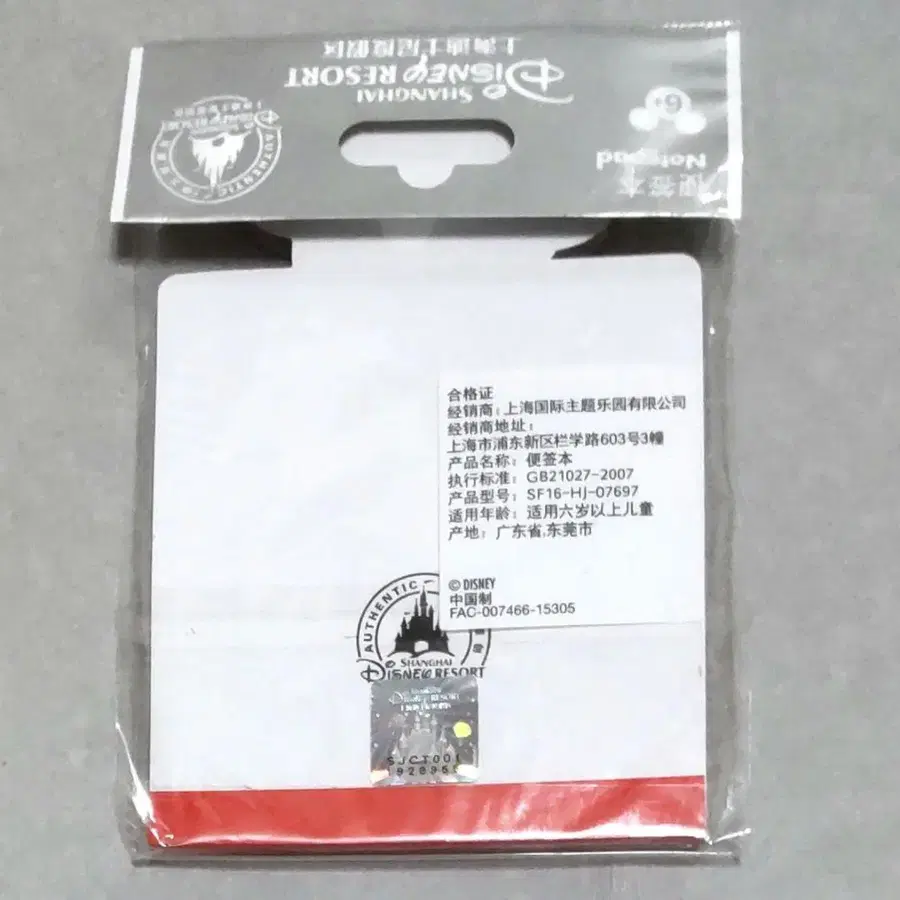 上海迪士尼度假区
SHANGHAI
DISNEY RESORT
AUTHENTIC
6+
便签本
Notepad
合格证
经销商：上海国际主题乐园有限公司
经销商地址：
上海市浦东新区栏学路603号3幢
产品名称：便签本
执行标准：GB21027-2007
产品型号：SF16-HJ-07697
适用年龄：适用六岁以上儿童
产地：广东省,东莞市
© DISNEY
中国制
FAC-007466-15305
AUTHENTIC
SHANGHAI
DISNEY RESORT
SJCT001